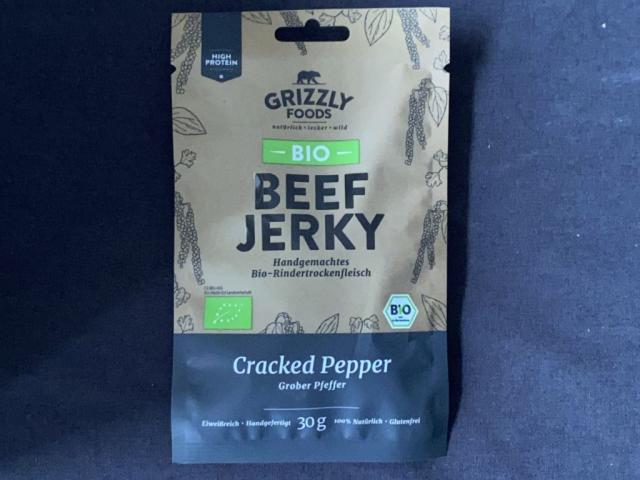 HIGH
PROTEIN
GRIZZLY
FOODS
natürlich • lecker • wild
BIO
BEEF
JERKY
Handgemachtes
Bio-Rindertrockenfleisch
Bio
Cracked Pepper
Grober Pfeffer
Eiweißreich • Handgefertigt 30g 100% Natürlich • Glutenfrei